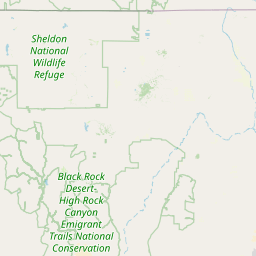 Sheldon
National
Wildlife
Refuge
Black Rock
Desert-
High Rock
Canyon
Emigrant
Trails National
Conservation